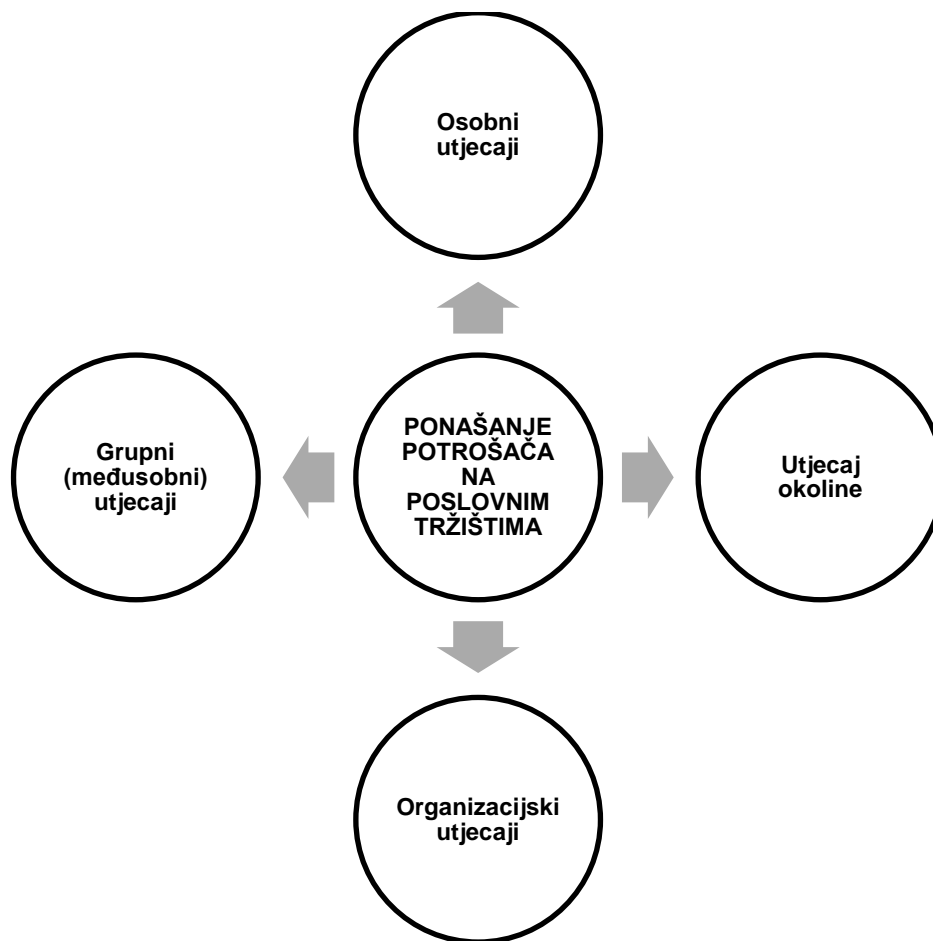 Osobni
utjecaji
Grupni
(međusobni)
utjecaji
PONAŠANJE
POTROŠAČA
NA
POSLOVNIM
TRŽIŠTIMA
Utjecaj
okoline
Organizacijski
utjecaji